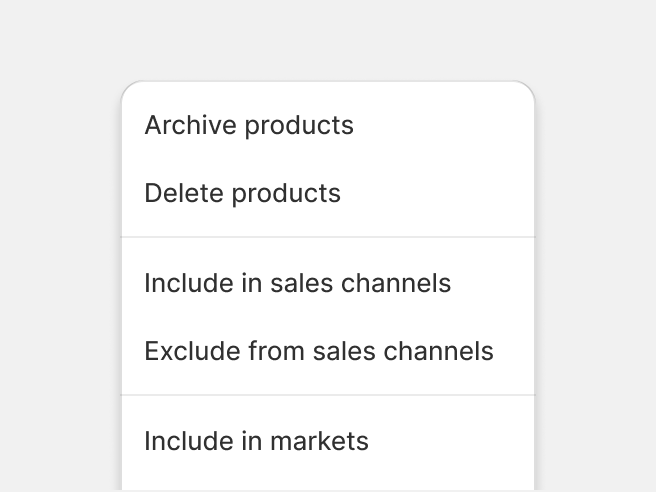 Archive products
Delete products
Include in sales channels
Exclude from sales channels
Include in markets